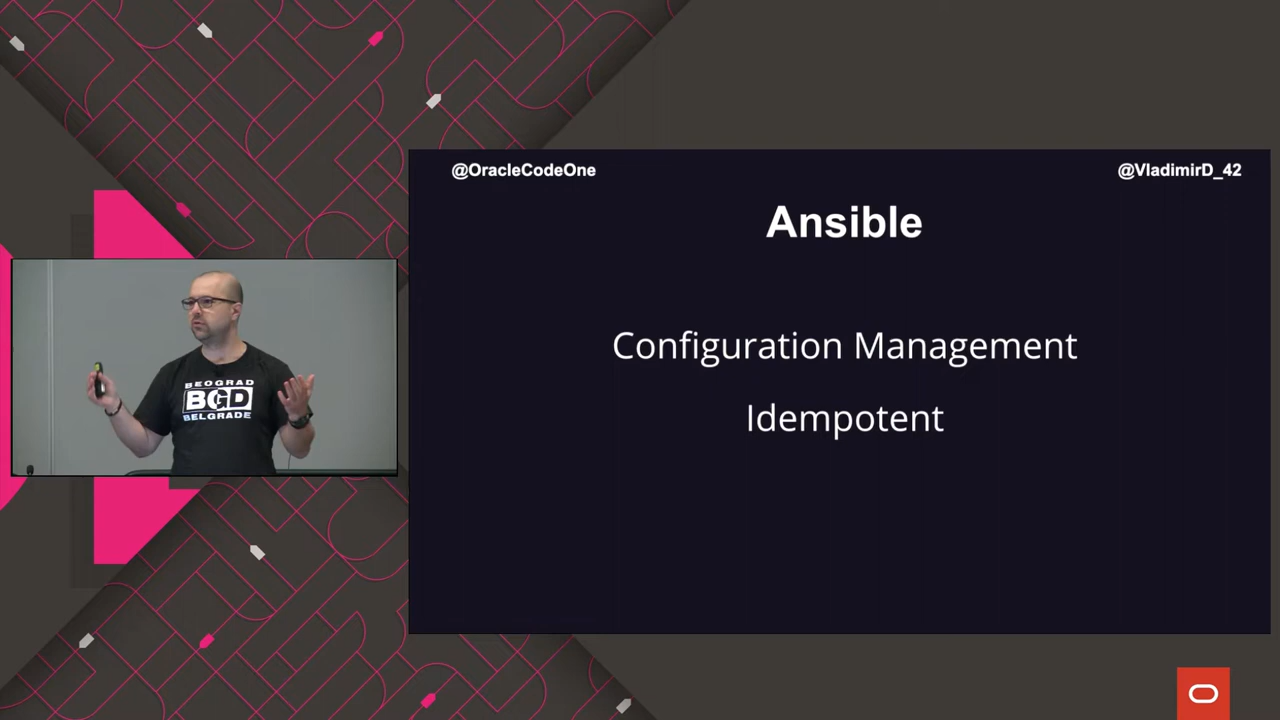 @OracleCodeOne
@VladimirD_42
Ansible
Configuration Management
Idempotent
BEOGRAD
BGD
BELGRADE